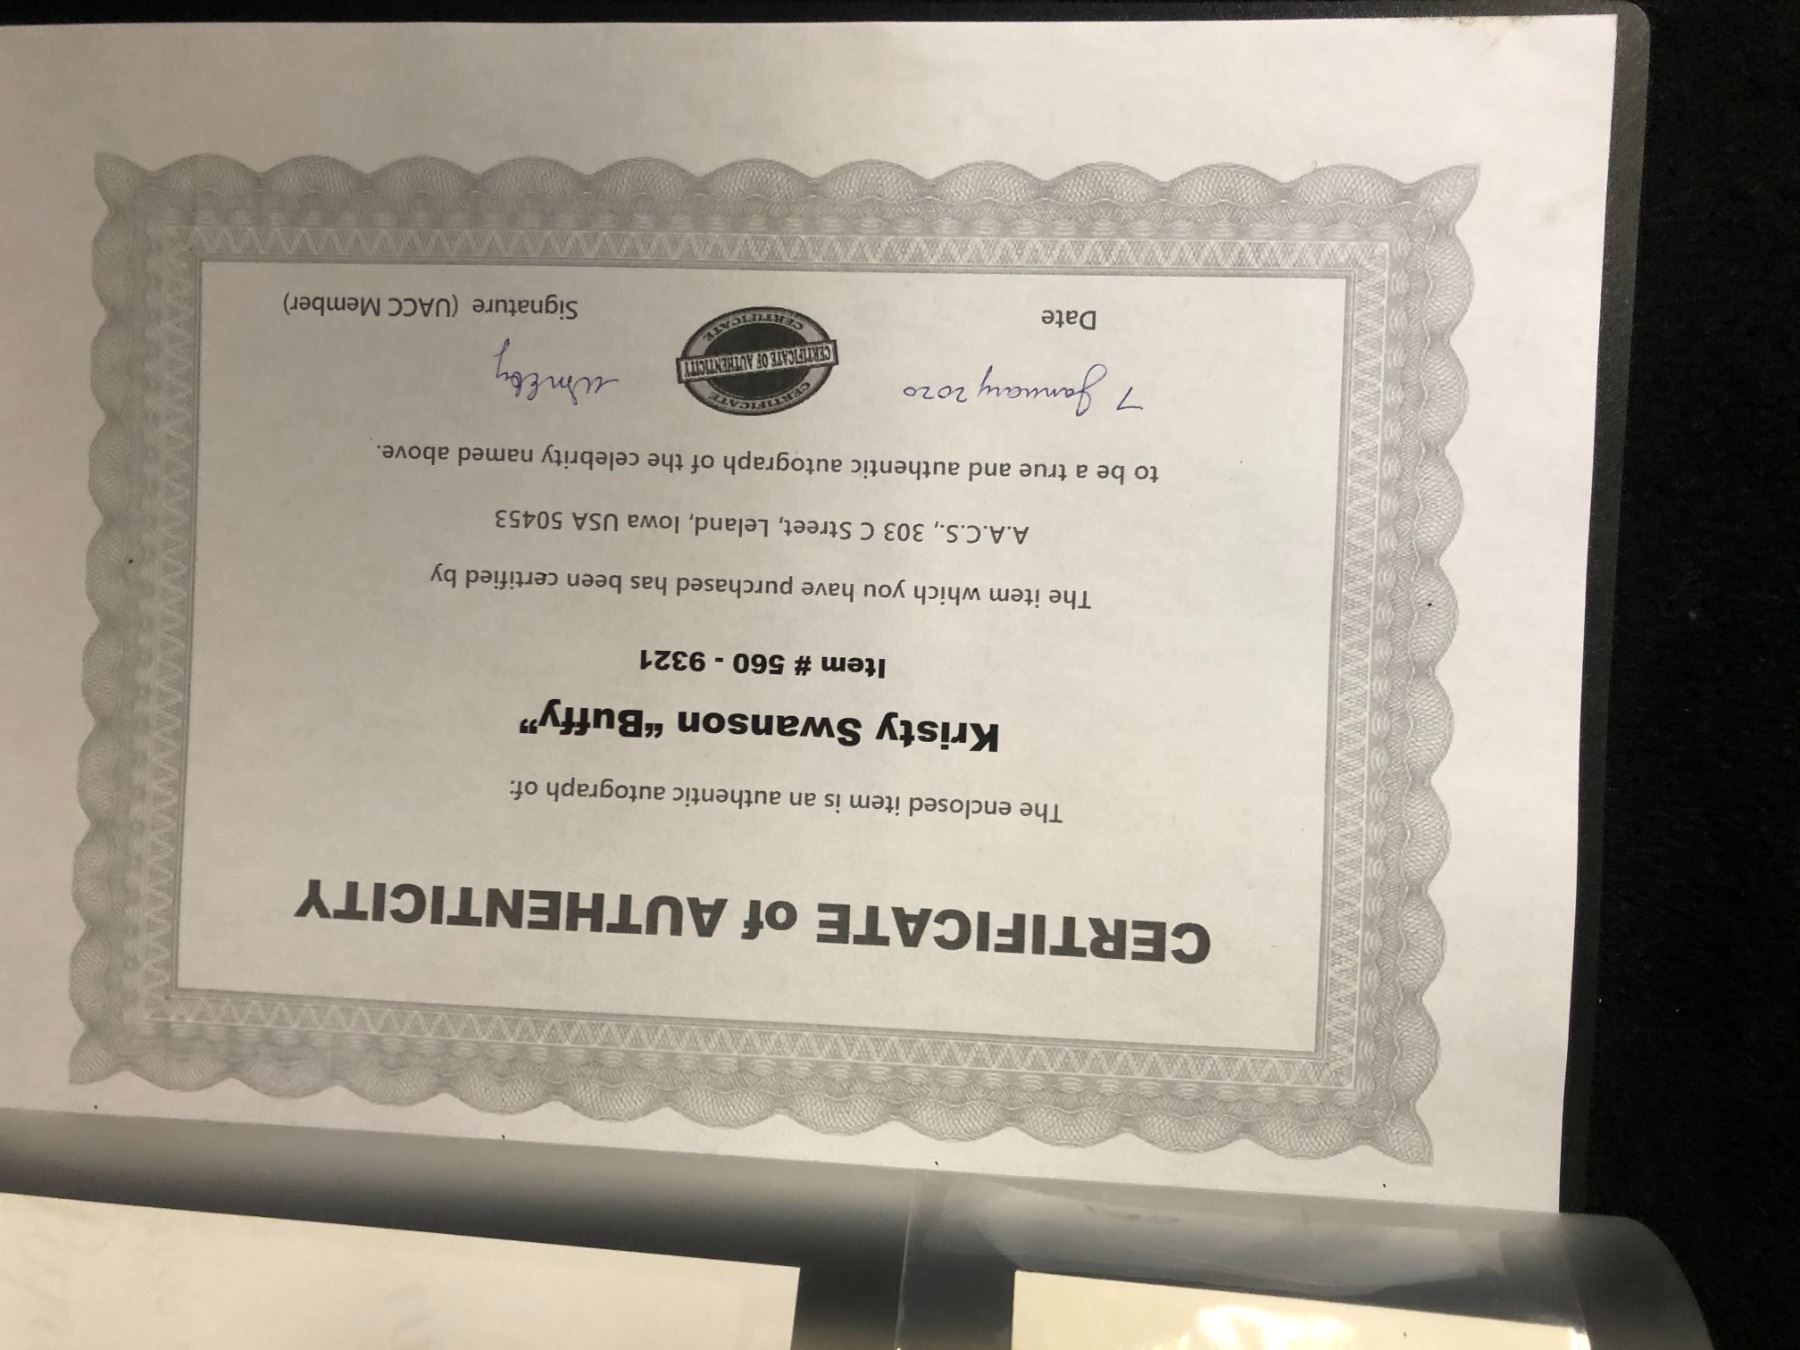 CERTIFICATE of AUTHENTICITY
The enclosed item is an authentic autograph of:
Kristy Swanson “Buffy”
Item # 560 - 9321
The item which you have purchased has been certified by
A.A.C.S., 303 C Street, Leland, Iowa USA 50453
to be a true and authentic autograph of the celebrity named above.
7 January 2020
CERTIFICATE
CERTIFICATE OF AUTHENTICITY
CERTIFICATE
Date
Signature (UACC Member)